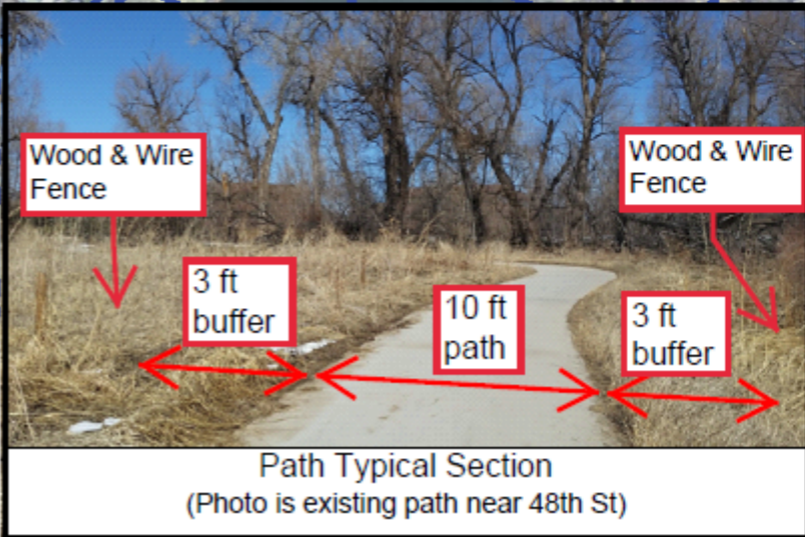 Wood & Wire
Fence
Wood & Wire
Fence
3 ft
buffer
10 ft
path
3 ft
buffer
Path Typical Section
(Photo is existing path near 48th St)